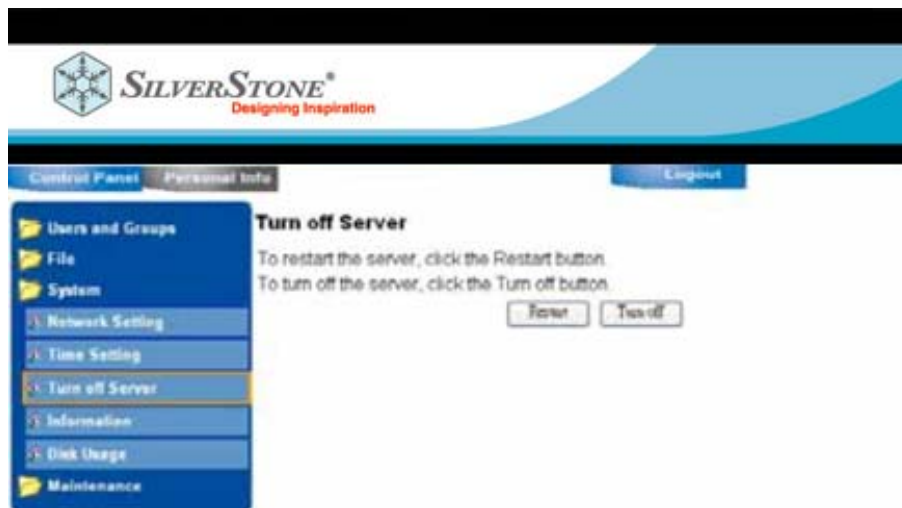 SILVERSTONE®
Designing Inspiration
Control Panel Personal Info Logout
Users and Groups
File
System
Network Setting
Time Setting
Turn off Server
Information
Disk Usage
Maintenance
Turn off Server
To restart the server, click the Restart button.
To turn off the server, click the Turn off button.
Restart Turn off